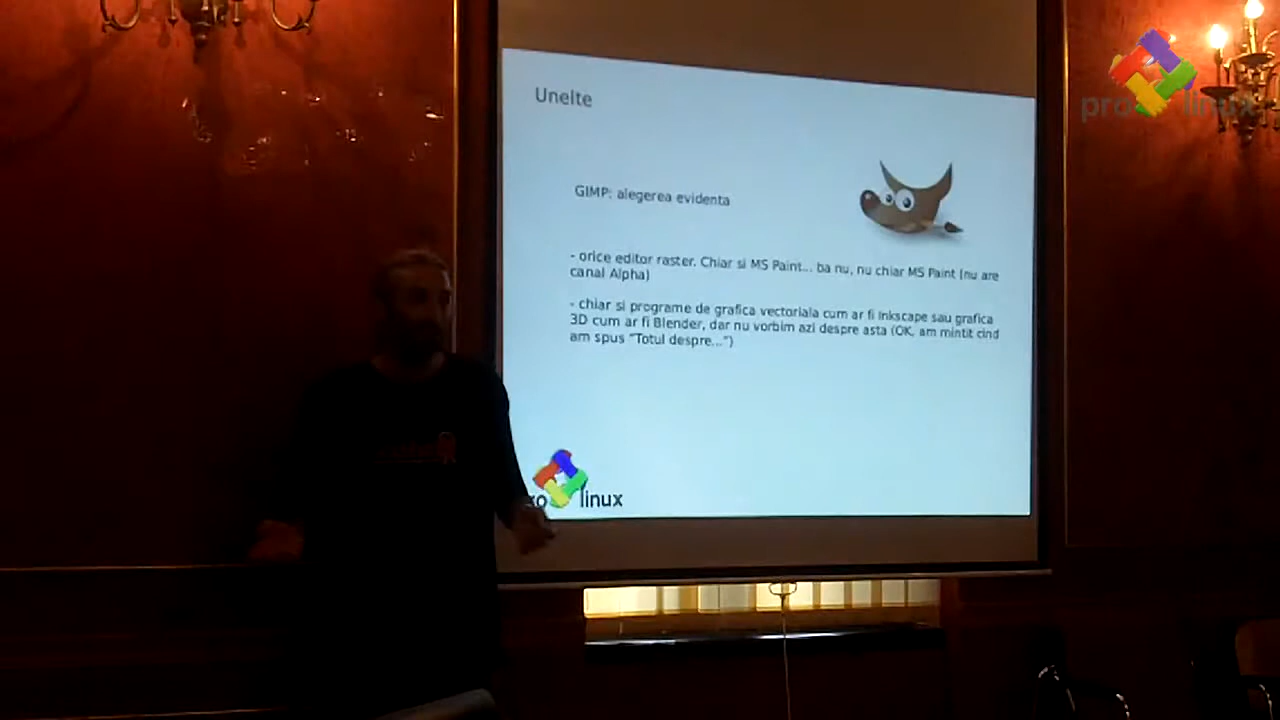 pro linux
Unelte
GIMP: alegerea evidenta
- orice editor raster. Chiar si MS Paint... ba nu, nu chiar MS Paint (nu are
canal Alpha)
- chiar si programe de grafica vectoriala cum ar fi Inkscape sau grafica
3D cum ar fi Blender, dar nu vorbim azi despre asta (OK, am mintit cind
am spus "Totul despre...")
ro linux